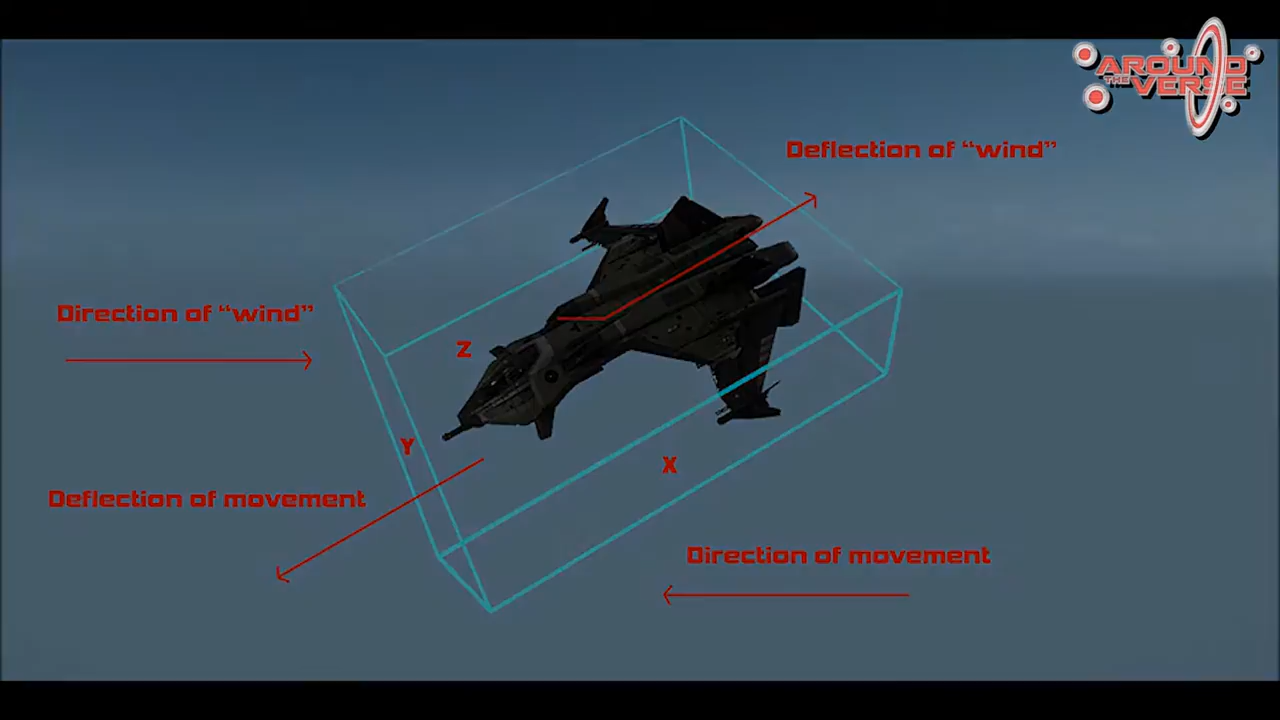 AROUND
THE VERSE
Deflection of “wind”
Direction of “wind”
Z
Y
X
Deflection of movement
Direction of movement